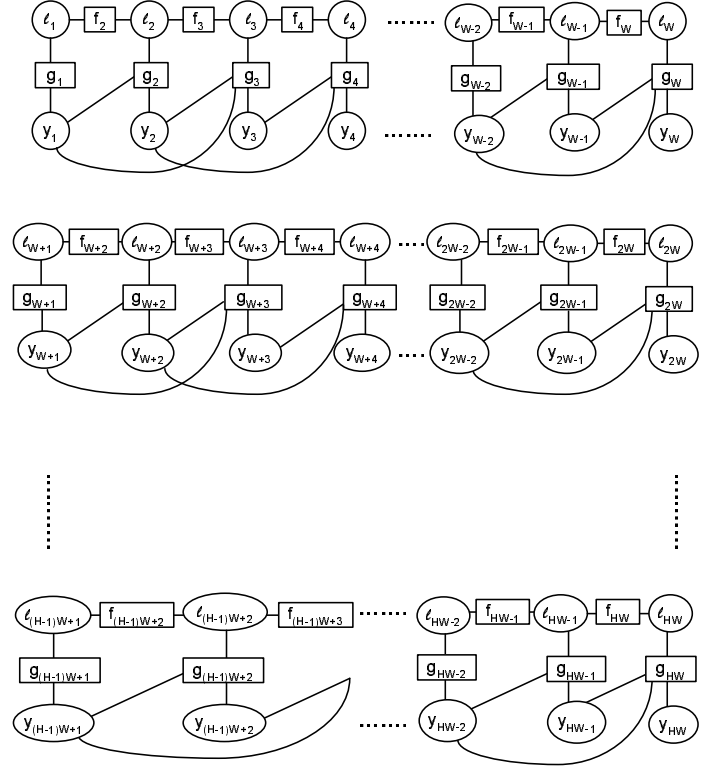 ℓ1 f2 ℓ2 f3 ℓ3 f4 ℓ4 ........ ℓW-2 fW-1 ℓW-1 fW ℓW
g1 g2 g3 g4 gW-2 gW-1 gW
y1 y2 y3 y4 ........ yW-2 yW-1 yW
ℓW+1 fW+2 ℓW+2 fW+3 ℓW+3 fW+4 ℓW+4 .... ℓ2W-2 f2W-1 ℓ2W-1 f2W ℓ2W
gW+1 gW+2 gW+3 gW+4 g2W-2 g2W-1 g2W
yW+1 yW+2 yW+3 yW+4 .... y2W-2 y2W-1 y2W
ℓ(H-1)W+1 f(H-1)W+2 ℓ(H-1)W+2 f(H-1)W+3 ........ ℓHW-2 fHW-1 ℓHW-1 fHW ℓHW
g(H-1)W+1 g(H-1)W+2 gHW-2 gHW-1 gHW
y(H-1)W+1 y(H-1)W+2 ........ yHW-2 yHW-1 yHW